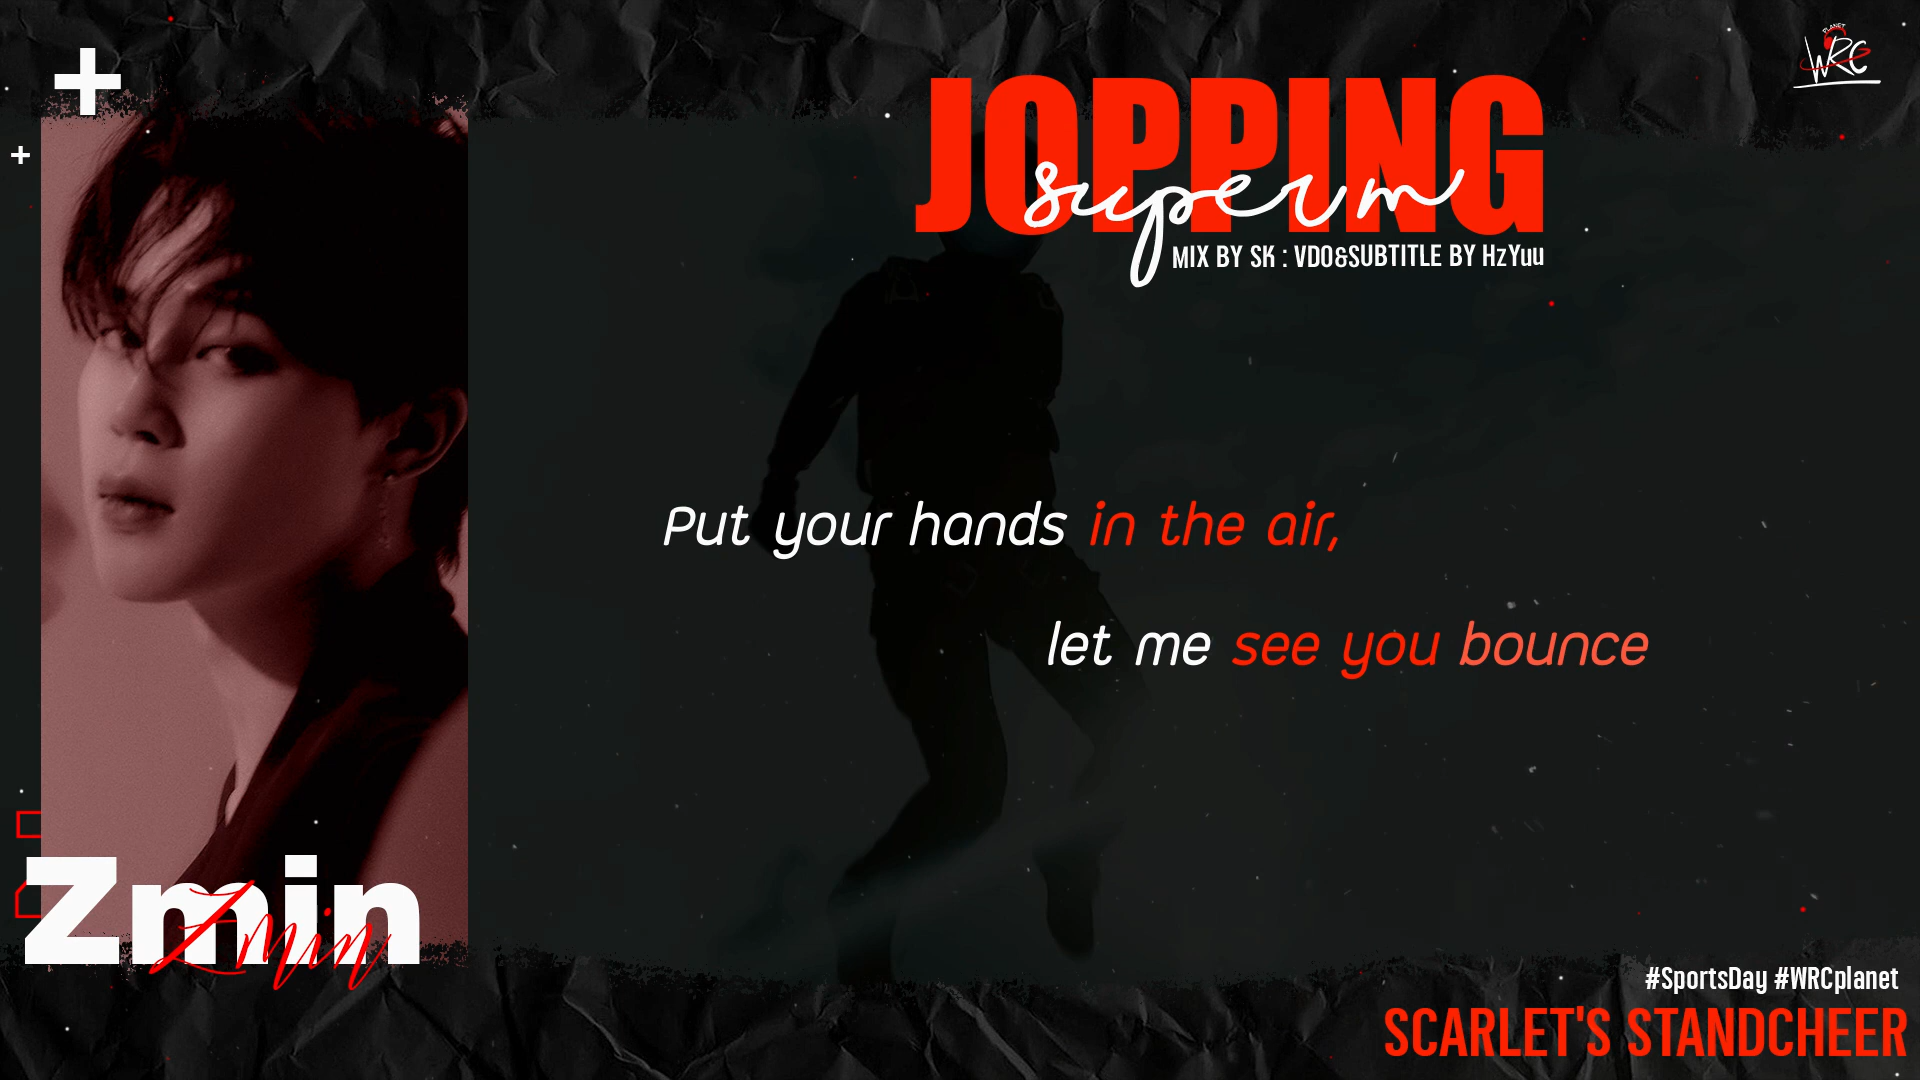 PLANET
WRC
JOPPING
superm
MIX BY SK : VDO&SUBTITLE BY HzYuu
Put your hands in the air,
let me see you bounce
Zmin
Zmin
#SportsDay #WRCplanet
SCARLET'S STANDCHEER